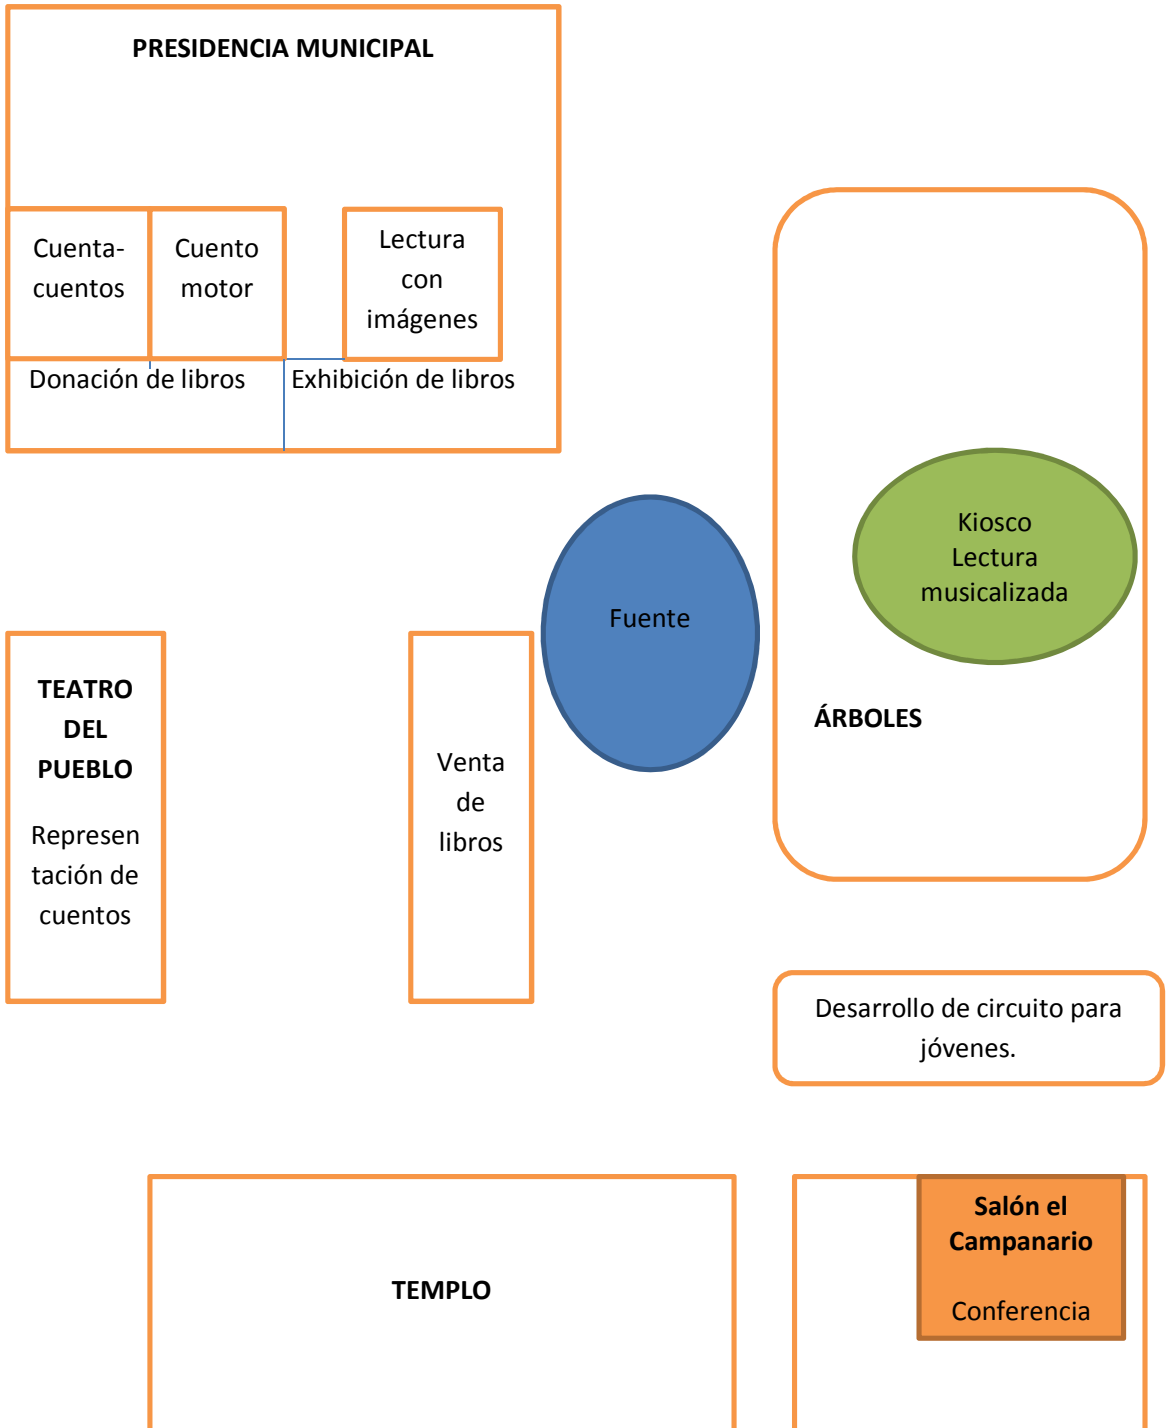 PRESIDENCIA MUNICIPAL
Cuenta-
cuentos
Cuento
motor
Lectura
con
imágenes
Donación de libros
Exhibición de libros
Kiosco
Lectura
musicalizada
Fuente
TEATRO
DEL
PUEBLO
Represen
tación de
cuentos
Venta
de
libros
ÁRBOLES
Desarrollo de circuito para
jóvenes.
TEMPLO
Salón el
Campanario
Conferencia